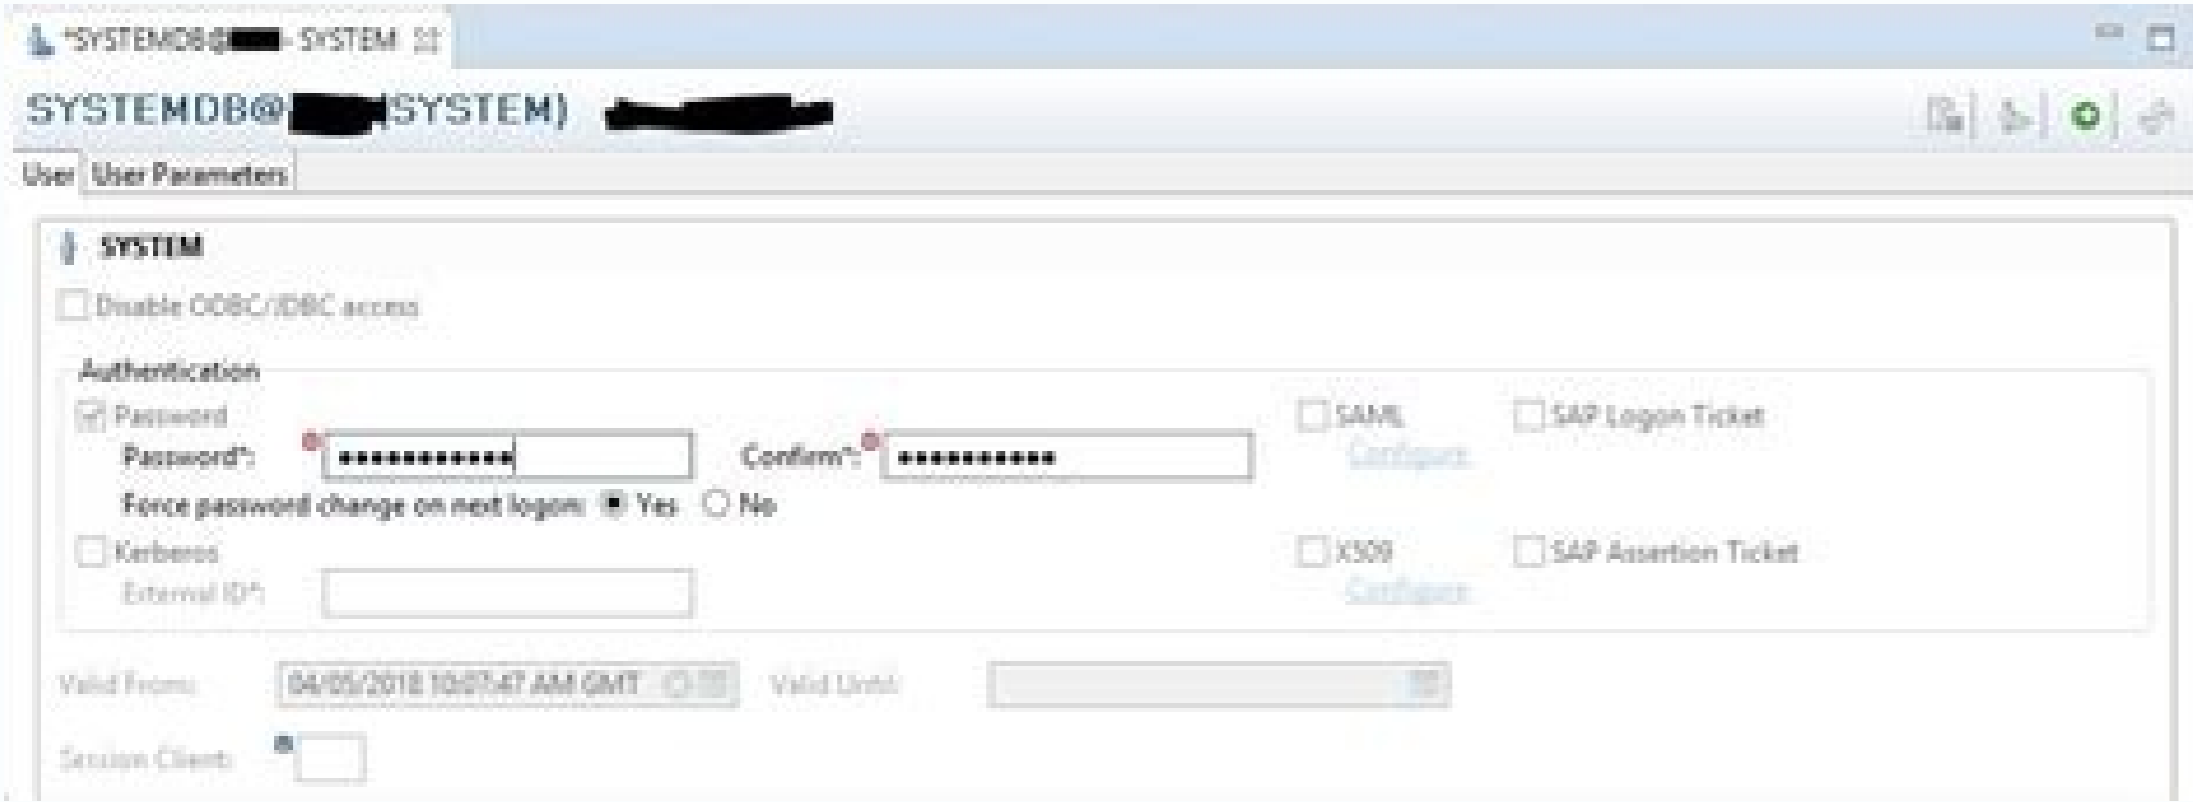 *SYSTEMDB@ - SYSTEM
SYSTEMDB@ (SYSTEM)
User User Parameters
SYSTEM
Disable ODBC/JDBC access
Authentication
Password SAML SAP Logon Ticket
Password*: ••••••••••• Confirm*: •••••••••• Configure
Force password change on next logon: Yes No
Kerberos X509 SAP Assertion Ticket
External ID*: Configure
Valid From: 04/05/2018 10:07:47 AM GMT Valid Until:
Session Client: